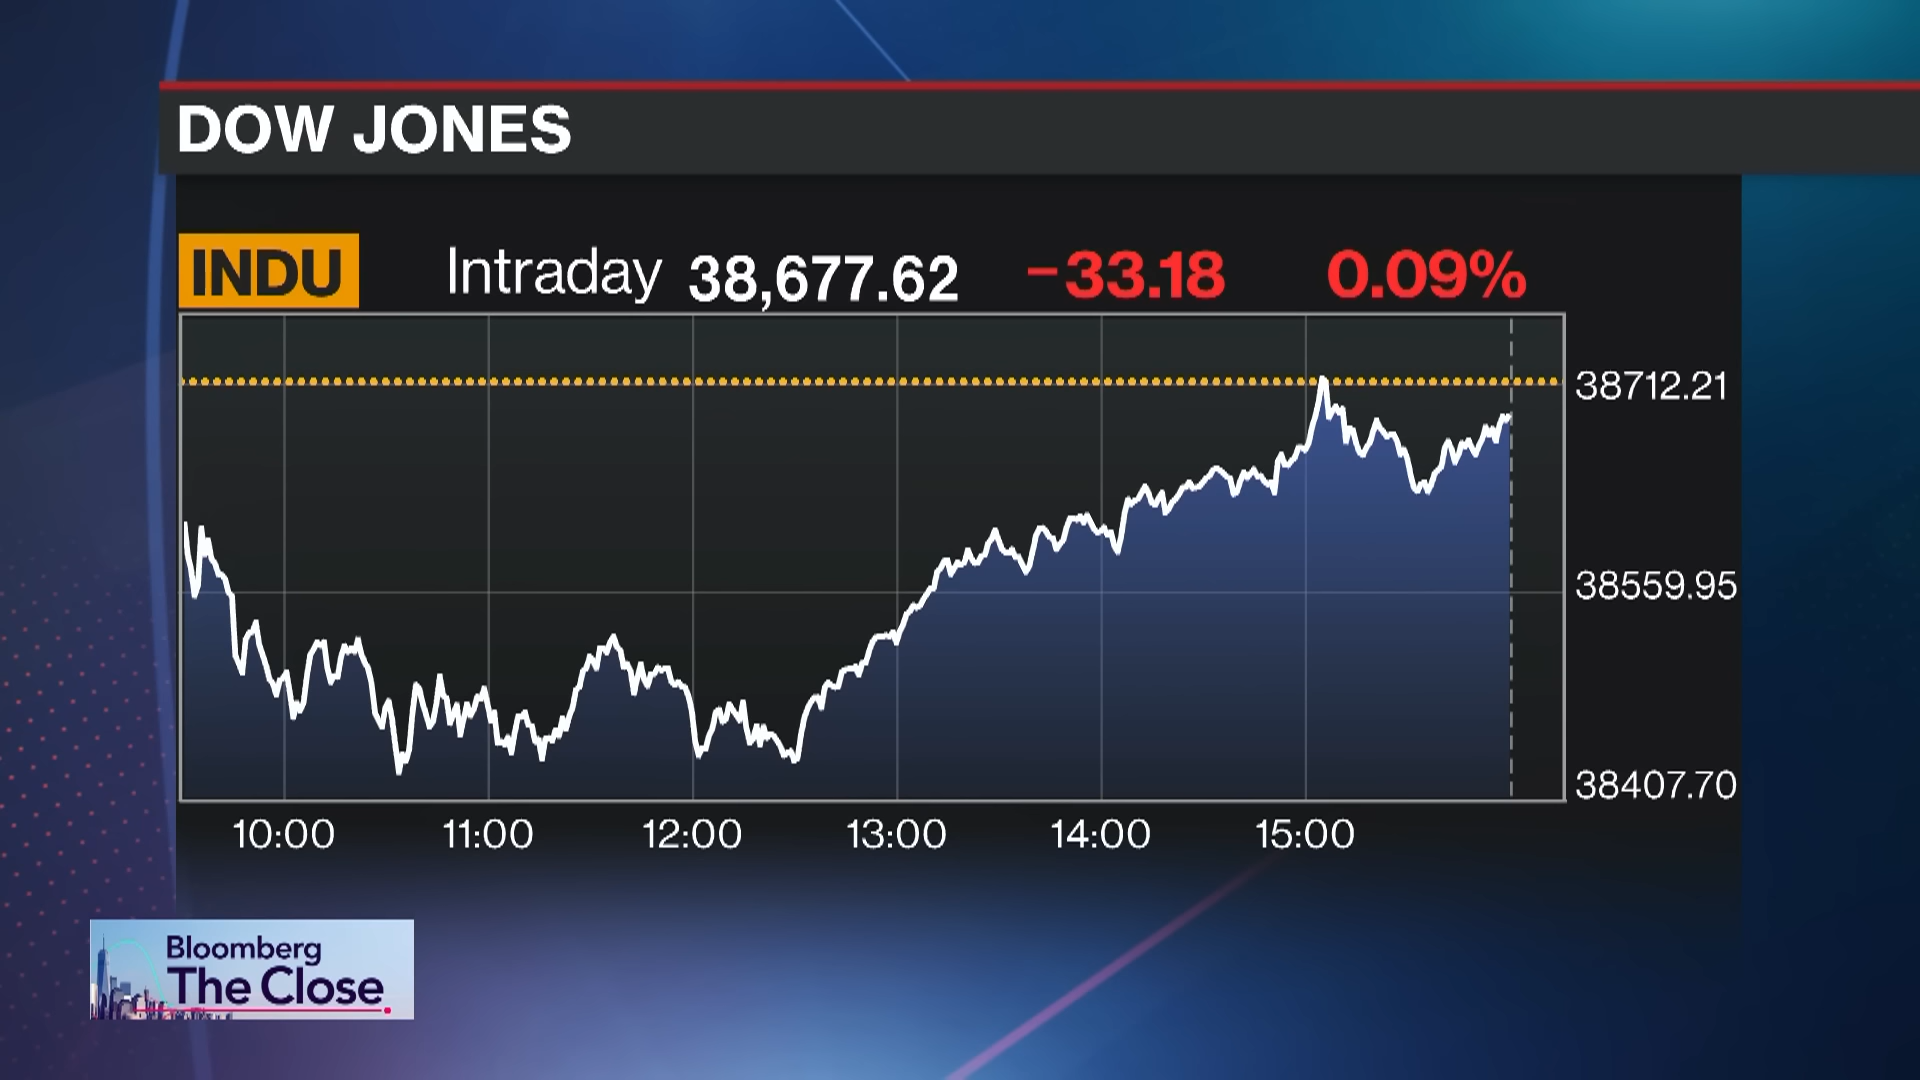 DOW JONES
INDU Intraday 38,677.62 -33.18 0.09%
38712.21
38559.95
38407.70
10:00 11:00 12:00 13:00 14:00 15:00
Bloomberg
The Close